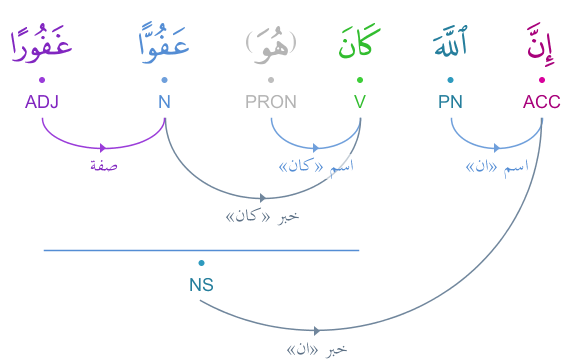 إِنَّ ٱللَّهَ كَانَ (هُوَ) عَفُوًّا غَفُورًا
ACC PN V PRON N ADJ
اسم «ان» اسم «كان» صفة
خبر «كان»
NS
خبر «ان»